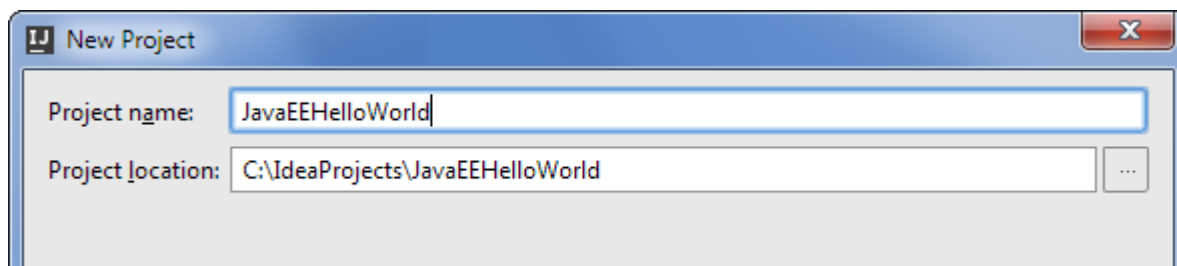 IJ New Project
Project name: JavaEEHelloWorld
Project location: C:\IdeaProjects\JavaEEHelloWorld ...